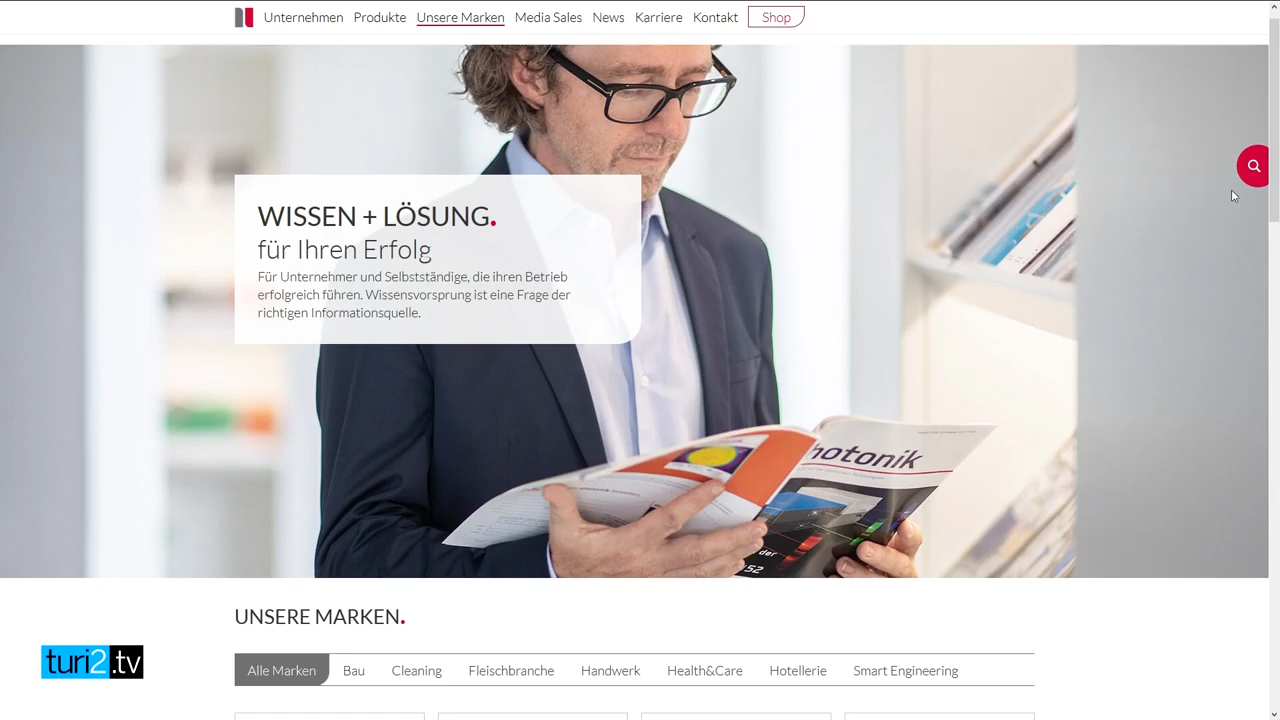 Unternehmen Produkte Unsere Marken Media Sales News Karriere Kontakt Shop
WISSEN + LÖSUNG.
für Ihren Erfolg
Für Unternehmer und Selbstständige, die ihren Betrieb
erfolgreich führen. Wissensvorsprung ist eine Frage der
richtigen Informationsquelle.
hotonik
der
52
UNSERE MARKEN.
turi2.tv
Alle Marken Bau Cleaning Fleischbranche Handwerk Health&Care Hotellerie Smart Engineering